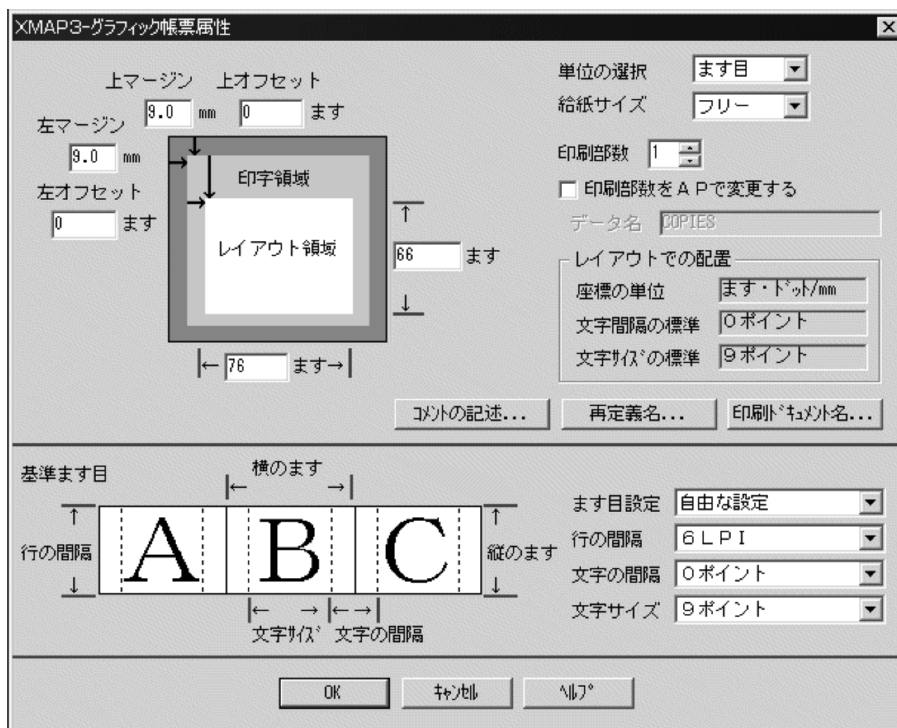 XMAP3-グラフィック帳票属性
上マージン 上オフセット
9.0 mm 0 ます
左マージン
9.0 mm
左オフセット
0 ます
印字領域
レイアウト領域
66 ます
76 ます
単位の選択 ます目
給紙サイズ フリー
印刷部数 1
印刷部数をAPで変更する
データ名 COPIES
レイアウトでの配置
座標の単位 ます・ﾄﾞｯﾄ/mm
文字間隔の標準 0ポイント
文字ｻｲｽﾞの標準 9ポイント
ｺﾒﾝﾄの記述... 再定義名... 印刷ﾄﾞｷｭﾒﾝﾄ名...
基準ます目
横のます
行の間隔 A B C 縦のます
文字ｻｲｽﾞ 文字の間隔
ます目設定 自由な設定
行の間隔 6LPI
文字の間隔 0ポイント
文字サイズ 9ポイント
OK ｷｬﾝｾﾙ ﾍﾙﾌﾟ